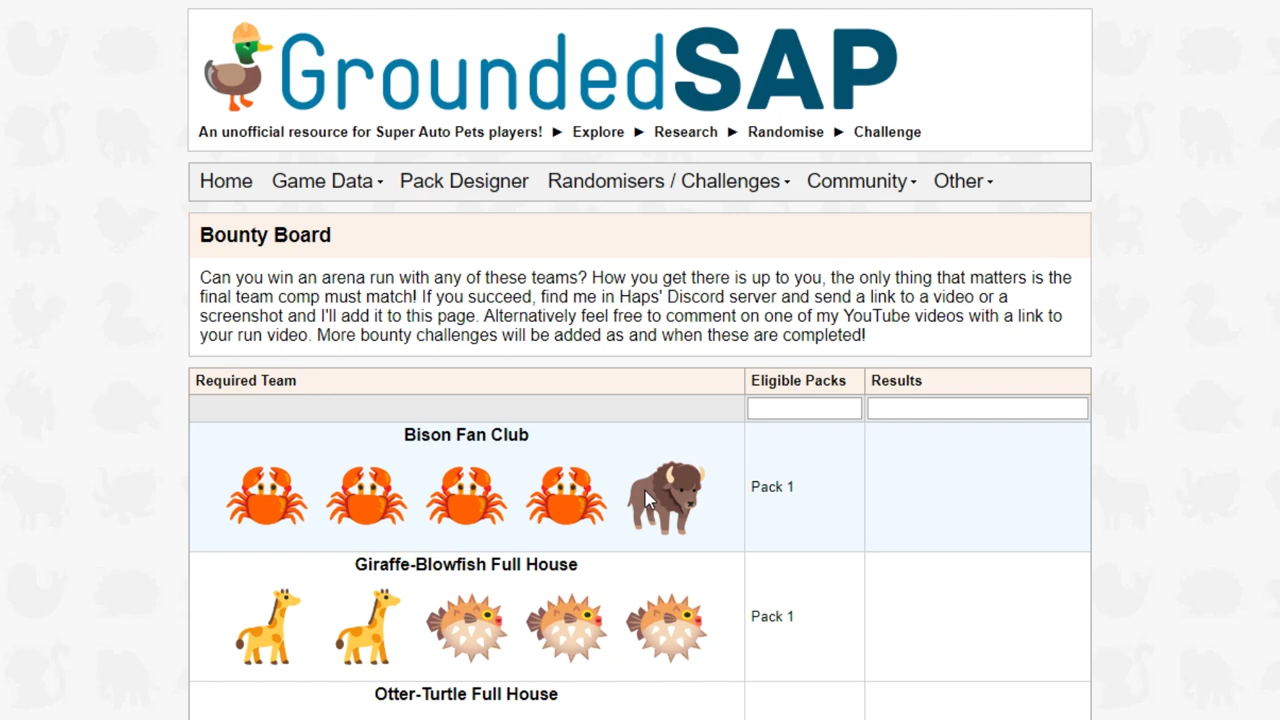 GroundedSAP
An unofficial resource for Super Auto Pets players! ► Explore ► Research ► Randomise ► Challenge
Home Game Data Pack Designer Randomisers / Challenges Community Other
Bounty Board
Can you win an arena run with any of these teams? How you get there is up to you, the only thing that matters is the
final team comp must match! If you succeed, find me in Haps' Discord server and send a link to a video or a
screenshot and I'll add it to this page. Alternatively feel free to comment on one of my YouTube videos with a link to
your run video. More bounty challenges will be added as and when these are completed!
Required Team Eligible Packs Results
Bison Fan Club
Pack 1
Giraffe-Blowfish Full House
Pack 1
Otter-Turtle Full House